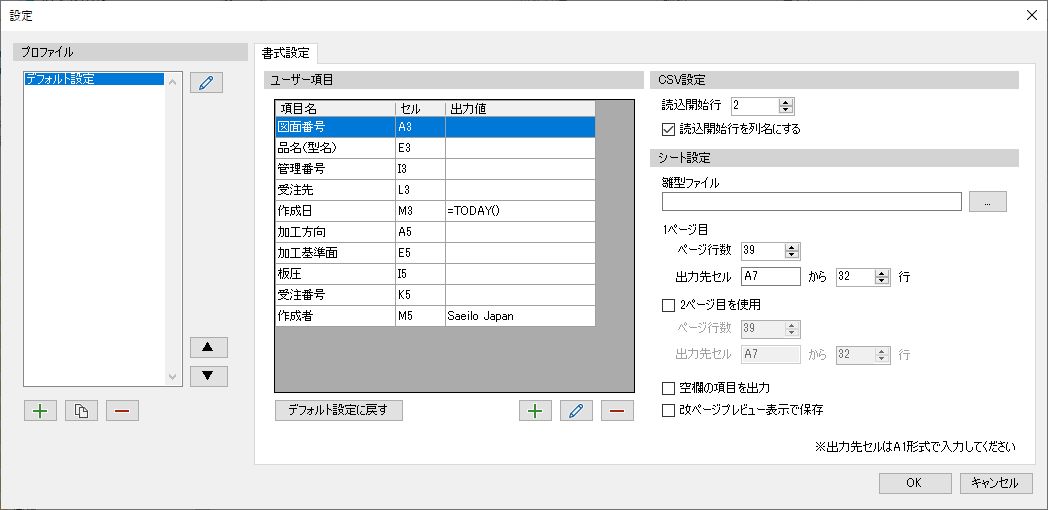 設定
プロファイル
デフォルト設定
書式設定
ユーザー項目
項目名 セル 出力値
図面番号 A3
品名(型名) E3
管理番号 I3
受注先 L3
作成日 M3 =TODAY()
加工方向 A5
加工基準面 E5
板圧 I5
受注番号 K5
作成者 M5 Saeilo Japan
デフォルト設定に戻す
CSV設定
読込開始行 2
読込開始行を列名にする
シート設定
雛型ファイル
...
1ページ目
ページ行数 39
出力先セル A7 から 32 行
2ページ目を使用
ページ行数 39
出力先セル A7 から 32 行
空欄の項目を出力
改ページプレビュー表示で保存
※出力先セルはA1形式で入力してください
OK キャンセル